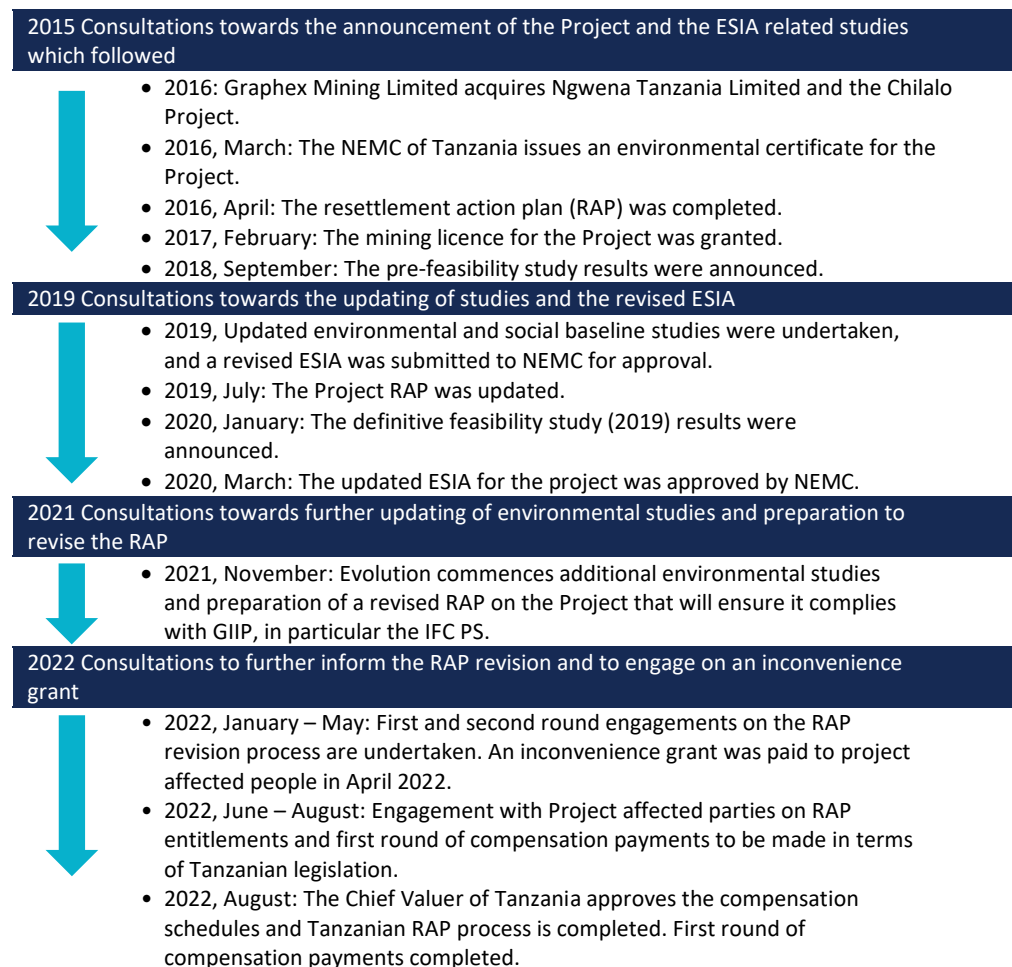 2015 Consultations towards the announcement of the Project and the ESIA related studies
which followed
• 2016: Graphex Mining Limited acquires Ngwena Tanzania Limited and the Chilalo
Project.
• 2016, March: The NEMC of Tanzania issues an environmental certificate for the
Project.
• 2016, April: The resettlement action plan (RAP) was completed.
• 2017, February: The mining licence for the Project was granted.
• 2018, September: The pre-feasibility study results were announced.
2019 Consultations towards the updating of studies and the revised ESIA
• 2019, Updated environmental and social baseline studies were undertaken,
and a revised ESIA was submitted to NEMC for approval.
• 2019, July: The Project RAP was updated.
• 2020, January: The definitive feasibility study (2019) results were
announced.
• 2020, March: The updated ESIA for the project was approved by NEMC.
2021 Consultations towards further updating of environmental studies and preparation to
revise the RAP
• 2021, November: Evolution commences additional environmental studies
and preparation of a revised RAP on the Project that will ensure it complies
with GIIP, in particular the IFC PS.
2022 Consultations to further inform the RAP revision and to engage on an inconvenience
grant
• 2022, January – May: First and second round engagements on the RAP
revision process are undertaken. An inconvenience grant was paid to project
affected people in April 2022.
• 2022, June – August: Engagement with Project affected parties on RAP
entitlements and first round of compensation payments to be made in terms
of Tanzanian legislation.
• 2022, August: The Chief Valuer of Tanzania approves the compensation
schedules and Tanzanian RAP process is completed. First round of
compensation payments completed.